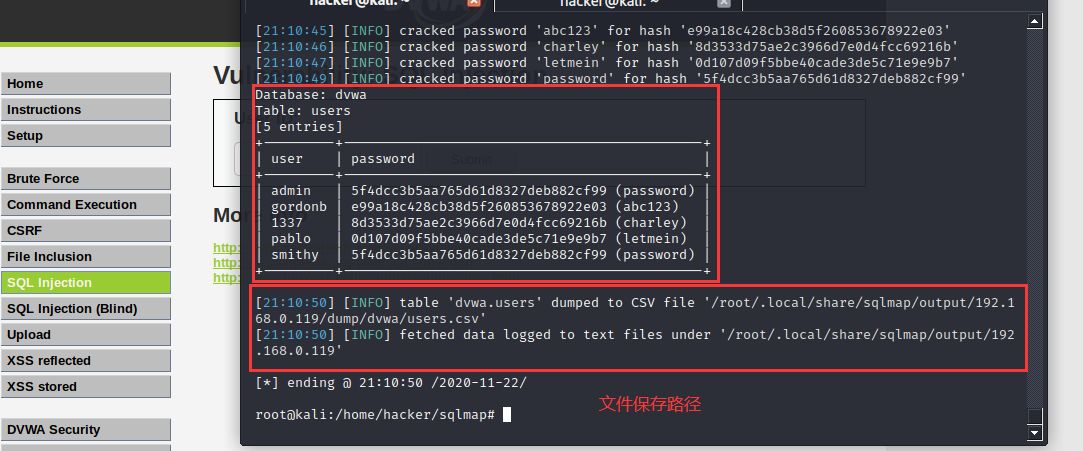 hacker@kali: ~
hacker@kali: ~
Home
Instructions
Setup
Brute Force
Command Execution
CSRF
File Inclusion
SQL Injection
SQL Injection (Blind)
Upload
XSS reflected
XSS stored
DVWA Security
[21:10:45] [INFO] cracked password 'abc123' for hash 'e99a18c428cb38d5f260853678922e03'
[21:10:46] [INFO] cracked password 'charley' for hash '8d3533d75ae2c3966d7e0d4fcc69216b'
[21:10:47] [INFO] cracked password 'letmein' for hash '0d107d09f5bbe40cade3de5c71e9e9b7'
[21:10:49] [INFO] cracked password 'password' for hash '5f4dcc3b5aa765d61d8327deb882cf99'
Database: dvwa
Table: users
[5 entries]
| user | password |
| admin | 5f4dcc3b5aa765d61d8327deb882cf99 (password) |
| gordonb | e99a18c428cb38d5f260853678922e03 (abc123) |
| 1337 | 8d3533d75ae2c3966d7e0d4fcc69216b (charley) |
| pablo | 0d107d09f5bbe40cade3de5c71e9e9b7 (letmein) |
| smithy | 5f4dcc3b5aa765d61d8327deb882cf99 (password) |
[21:10:50] [INFO] table 'dvwa.users' dumped to CSV file '/root/.local/share/sqlmap/output/192.1
68.0.119/dump/dvwa/users.csv'
[21:10:50] [INFO] fetched data logged to text files under '/root/.local/share/sqlmap/output/192
.168.0.119'
[*] ending @ 21:10:50 /2020-11-22/
文件保存路径
root@kali:/home/hacker/sqlmap#
http:
http:
http: